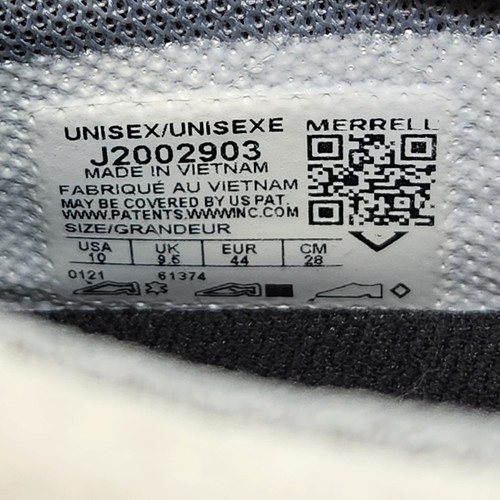 UNISEX/UNISEXE MERRELL
J2002903
MADE IN VIETNAM
FABRIQUÉ AU VIETNAM
MAY BE COVERED BY US PAT.
WWW.PATENTS.WWWINC.COM
SIZE/GRANDEUR
USA UK EUR CM
10 9.5 44 28
0121 61374